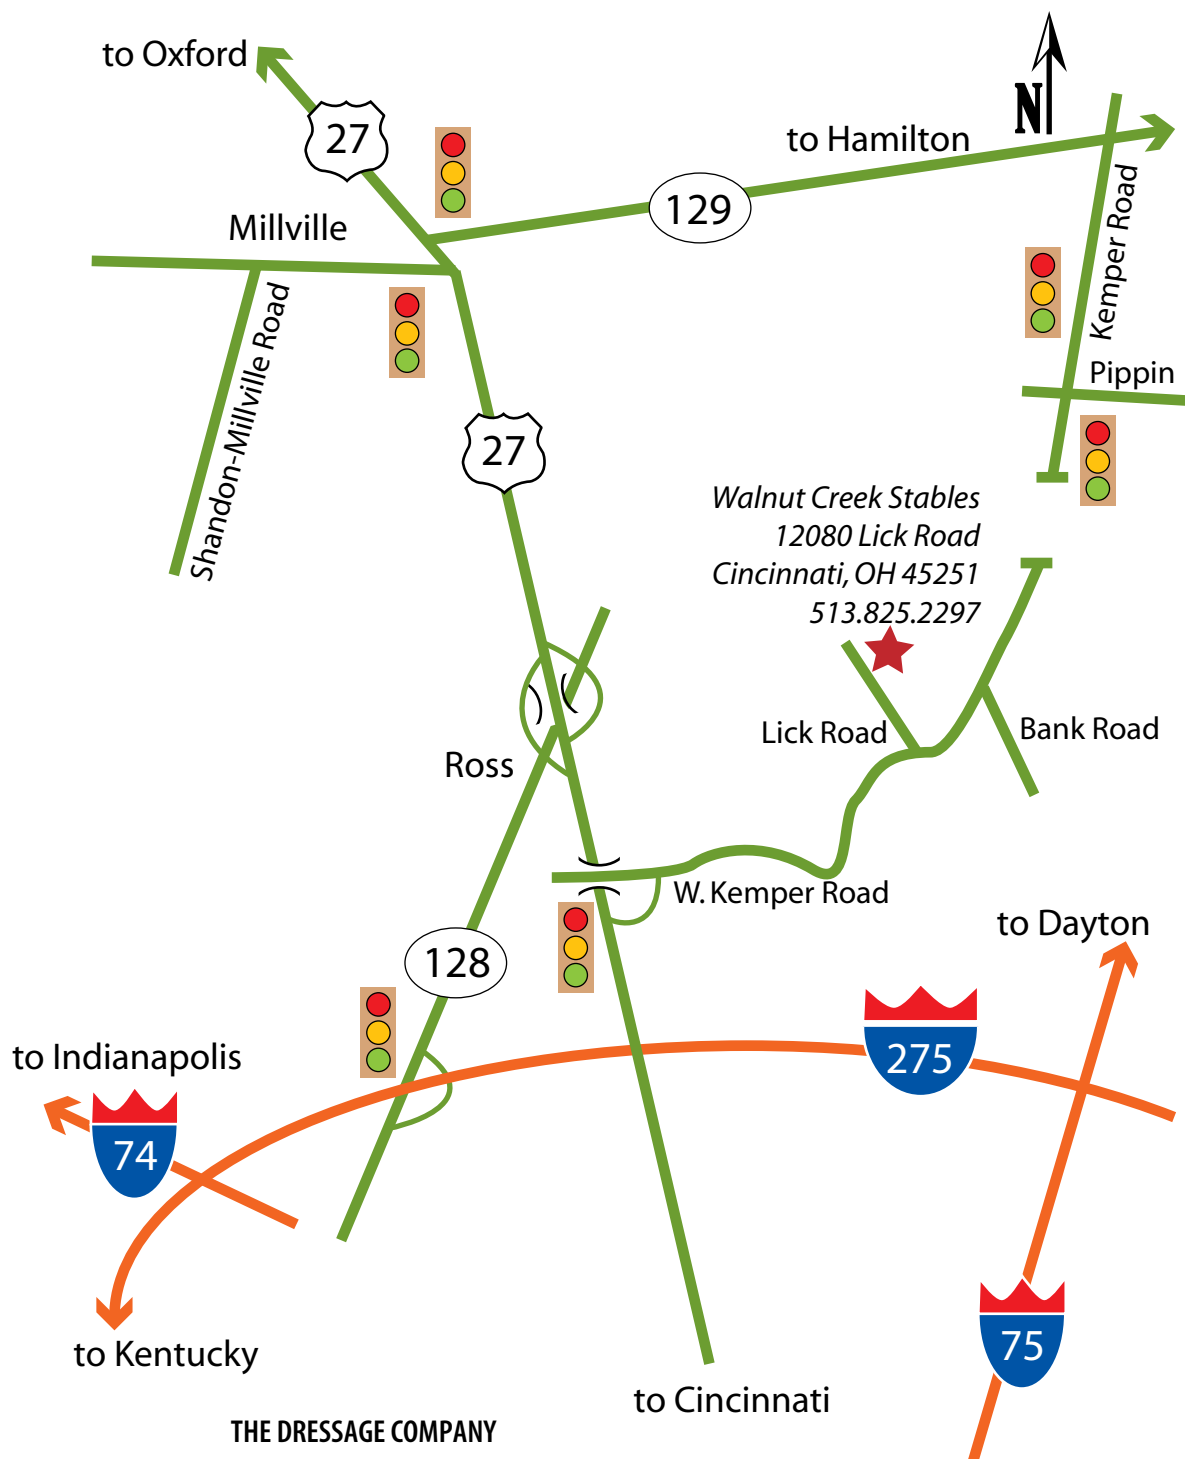 to Oxford
27
N
to Hamilton
129
Kemper Road
Millville
Shandon-Millville Road
Pippin
27
Walnut Creek Stables
12080 Lick Road
Cincinnati, OH 45251
513.825.2297
Lick Road
Bank Road
Ross
W. Kemper Road
128
to Dayton
275
to Indianapolis
74
to Kentucky
75
to Cincinnati
THE DRESSAGE COMPANY